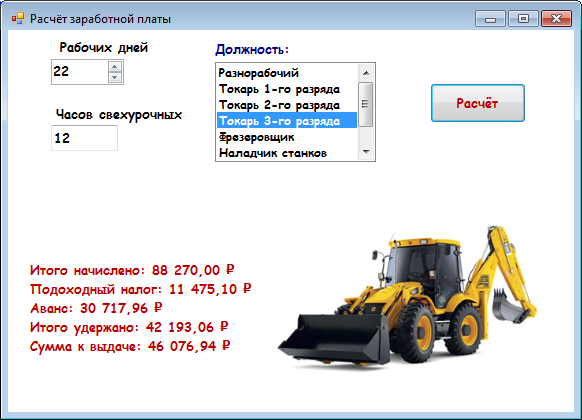 Расчёт заработной платы
Рабочих дней
22
Часов свехурочных
12
Должность:
Разнорабочий
Токарь 1-го разряда
Токарь 2-го разряда
Токарь 3-го разряда
Фрезеровщик
Наладчик станков
Расчёт
Итого начислено: 88 270,00 ₽
Подоходный налог: 11 475,10 ₽
Аванс: 30 717,96 ₽
Итого удержано: 42 193,06 ₽
Сумма к выдаче: 46 076,94 ₽